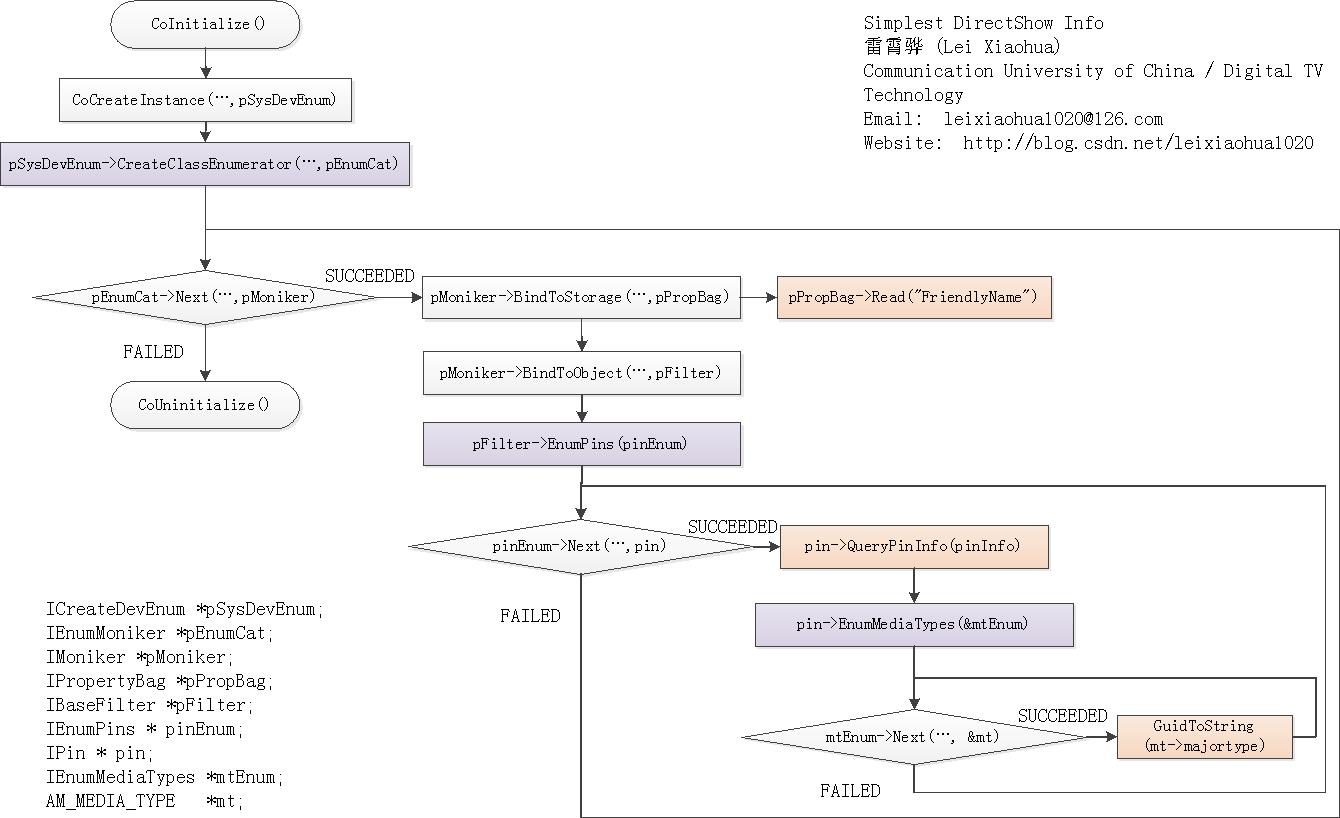 CoInitialize()
Simplest DirectShow Info
雷霄骅 (Lei Xiaohua)
Communication University of China / Digital TV
Technology
Email:  leixiaohua1020@126.com
Website:  http://blog.csdn.net/leixiaohua1020
CoCreateInstance(…,pSysDevEnum)
pSysDevEnum->CreateClassEnumerator(…,pEnumCat)
pEnumCat->Next(…,pMoniker)
SUCCEEDED
pMoniker->BindToStorage(…,pPropBag)
pPropBag->Read("FriendlyName")
FAILED
CoUninitialize()
pMoniker->BindToObject(…,pFilter)
pFilter->EnumPins(pinEnum)
pinEnum->Next(…,pin)
SUCCEEDED
pin->QueryPinInfo(pinInfo)
FAILED
pin->EnumMediaTypes(&mtEnum)
mtEnum->Next(…, &mt)
SUCCEEDED
GuidToString
(mt->majortype)
FAILED
ICreateDevEnum *pSysDevEnum;
IEnumMoniker *pEnumCat;
IMoniker *pMoniker;
IPropertyBag *pPropBag;
IBaseFilter *pFilter;
IEnumPins * pinEnum;
IPin * pin;
IEnumMediaTypes *mtEnum;
AM_MEDIA_TYPE   *mt;